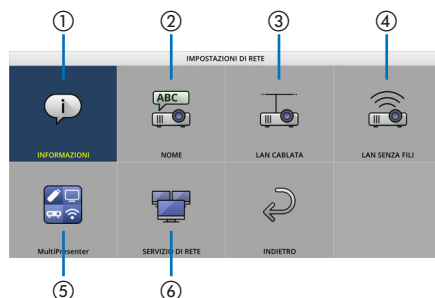 ① ② ③ ④
IMPOSTAZIONI DI RETE
ABC
INFORMAZIONI NOME LAN CABLATA LAN SENZA FILI
MultiPresenter SERVIZIO DI RETE INDIETRO
⑤ ⑥